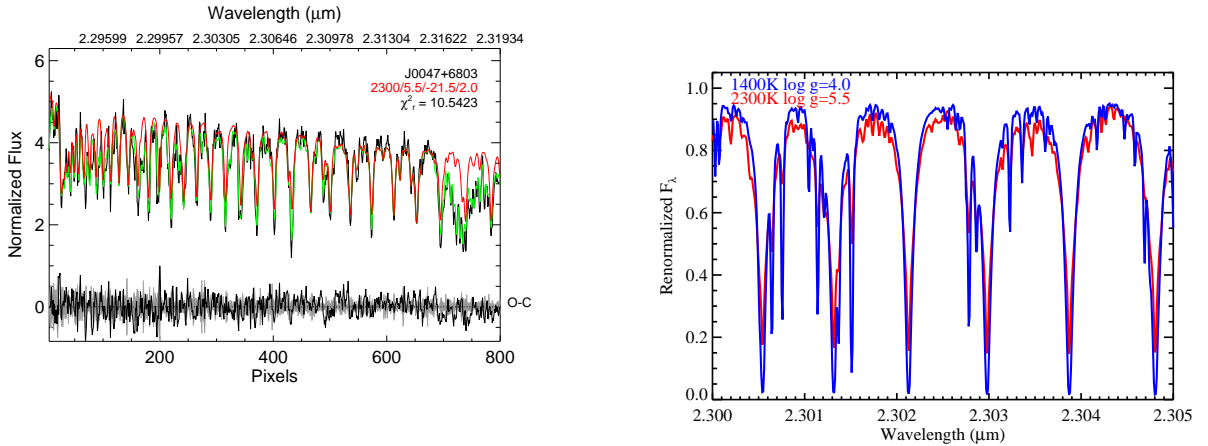 Wavelength (μm)
2.29599 2.29957 2.30305 2.30646 2.30978 2.31304 2.31622 2.31934
6
4
2
0
Normalized Flux
J0047+6803
2300/5.5/-21.5/2.0
χ²ᵣ = 10.5423
O-C
200 400 600 800
Pixels
1400K log g=4.0
2300K log g=5.5
1.0
0.8
0.6
0.4
0.2
0.0
Renormalized Fλ
2.300 2.301 2.302 2.303 2.304 2.305
Wavelength (μm)